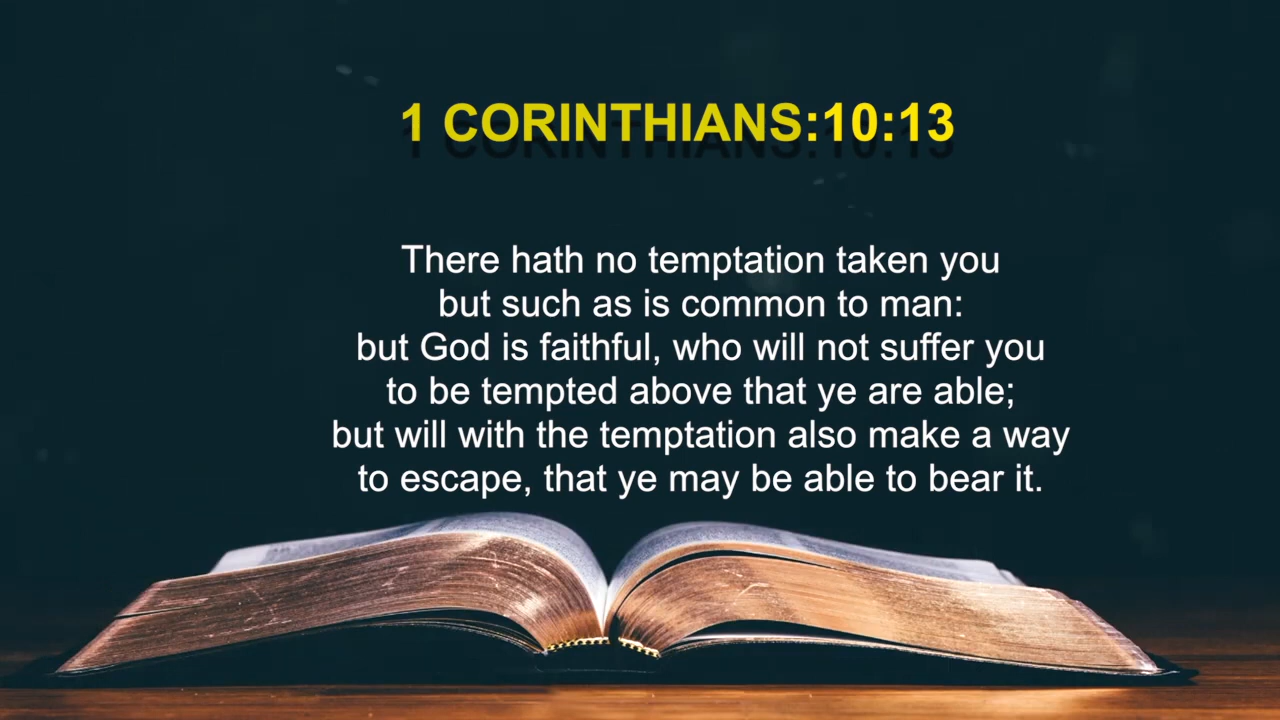 1 CORINTHIANS:10:13
There hath no temptation taken you
but such as is common to man:
but God is faithful, who will not suffer you
to be tempted above that ye are able;
but will with the temptation also make a way
to escape, that ye may be able to bear it.